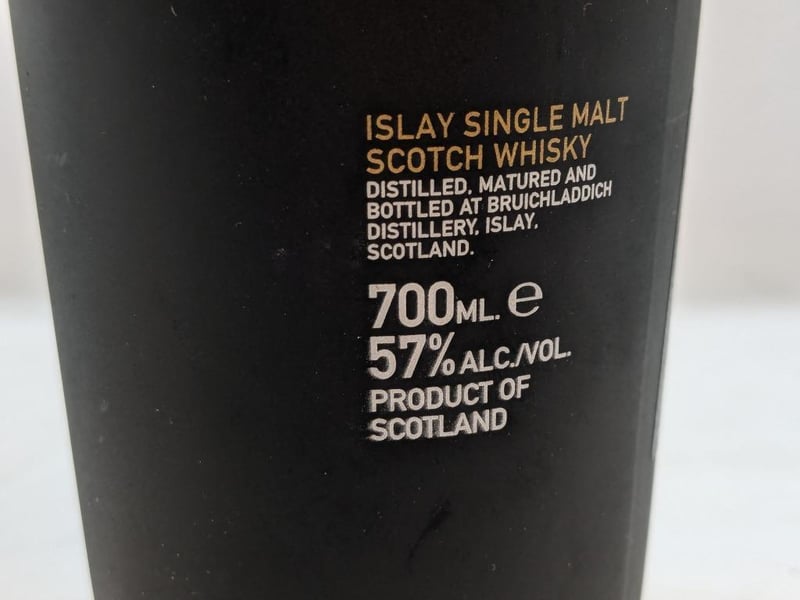 ISLAY SINGLE MALT
SCOTCH WHISKY
DISTILLED, MATURED AND
BOTTLED AT BRUICHLADDICH
DISTILLERY, ISLAY.
SCOTLAND.
700ML. ℮
57% ALC./VOL.
PRODUCT OF
SCOTLAND